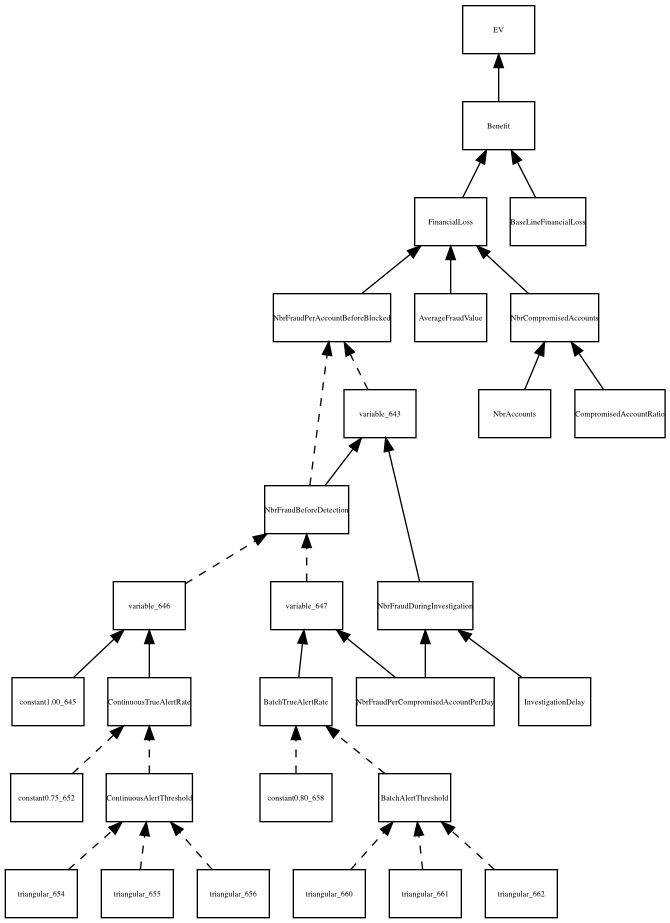 EV
Benefit
FinancialLoss
BaseLineFinancialLoss
NbrFraudPerAccountBeforeBlocked
AverageFraudValue
NbrCompromisedAccounts
variable_643
NbrAccounts
CompromisedAccountRatio
NbrFraudBeforeDetection
variable_646
variable_647
NbrFraudDuringInvestigation
constant1.00_645
ContinuousTrueAlertRate
BatchTrueAlertRate
NbrFraudPerCompromisedAccountPerDay
InvestigationDelay
constant0.75_652
ContinuousAlertThreshold
constant0.80_658
BatchAlertThreshold
triangular_654
triangular_655
triangular_656
triangular_660
triangular_661
triangular_662